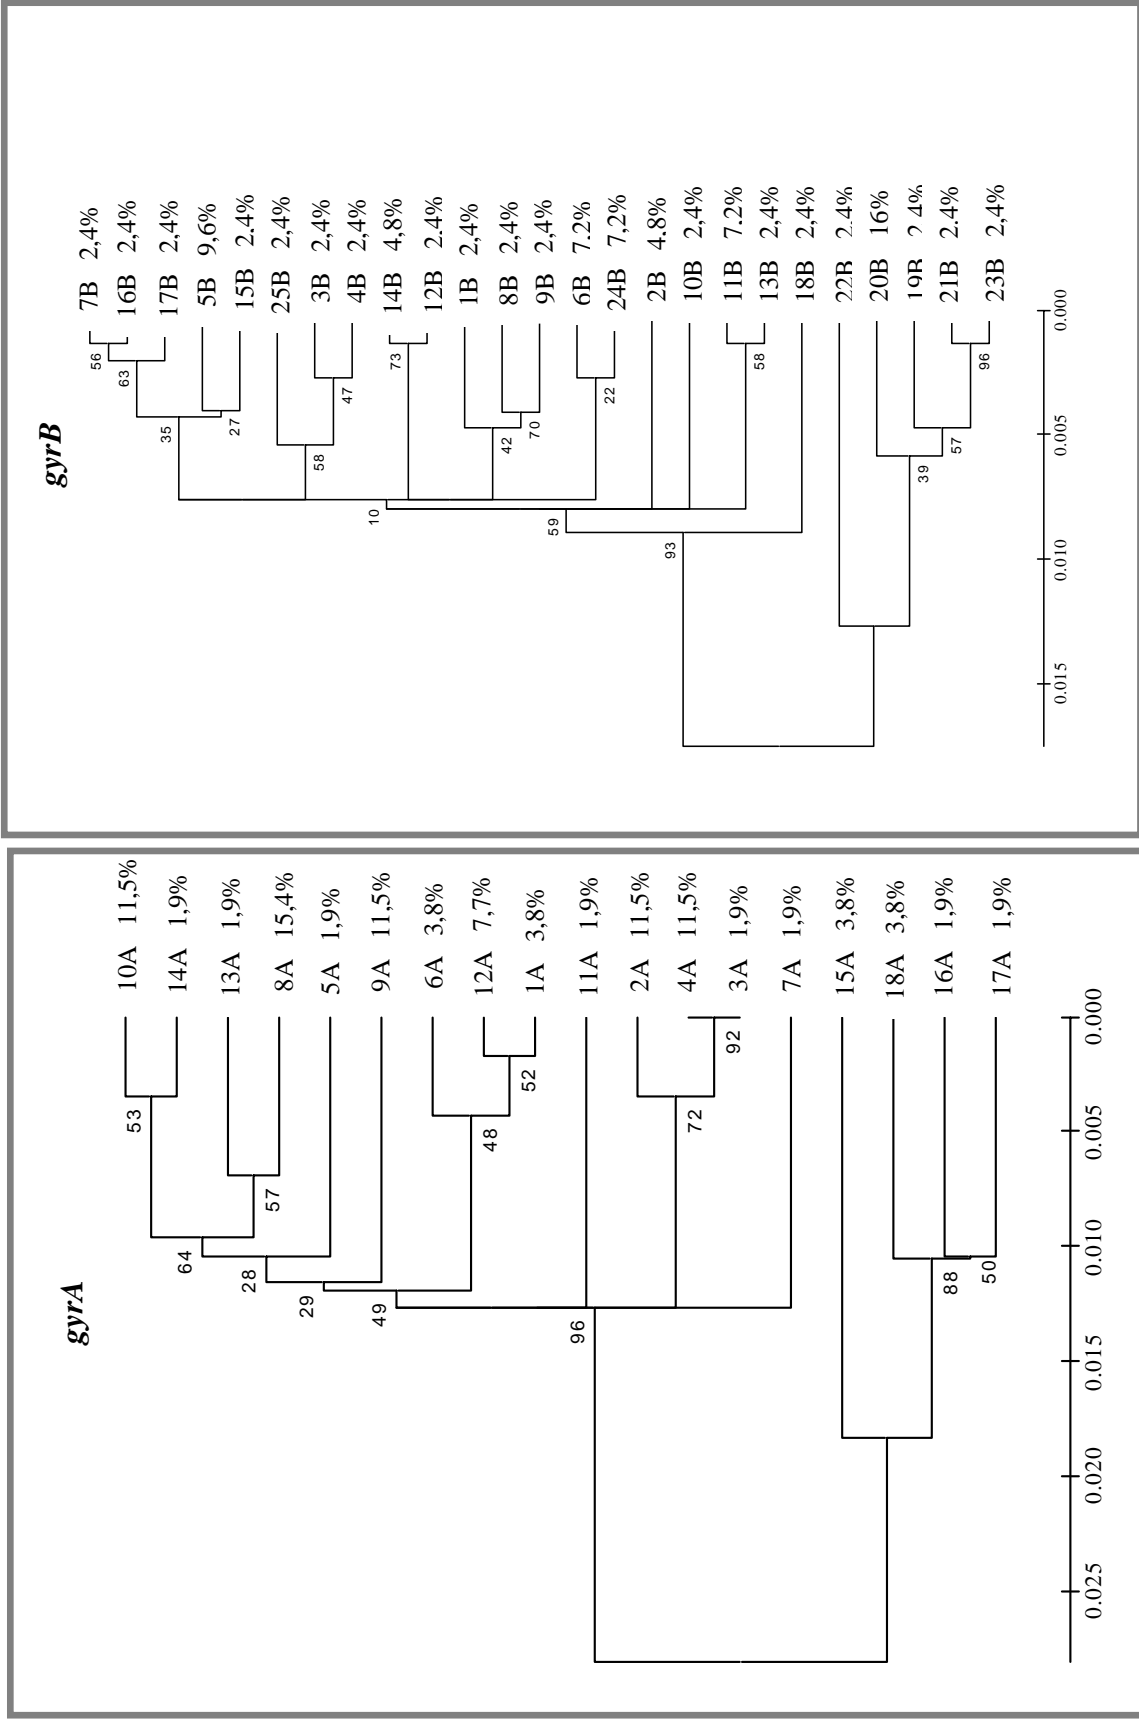 gyrB
7B 2,4%
16B 2,4%
17B 2.4%
5B 9,6%
15B 2.4%
25B 2,4%
3B 2,4%
4B 2,4%
14B 4,8%
12B 2.4%
1B 2,4%
8B 2,4%
9B 2,4%
6B 7.2%
24B 7,2%
2B 4.8%
10B 2,4%
11B 7.2%
13B 2,4%
18B 2,4%
22B 2.4%
20B 16%
19B 2 4%
21B 2.4%
23B 2,4%
56
63
35
27
58
47
73
10
42
70
22
59
93
58
39
57
96
0.000
0.005
0.010
0.015
gyrA
10A 11,5%
14A 1,9%
13A 1,9%
8A 15,4%
5A 1,9%
9A 11,5%
6A 3,8%
12A 7,7%
1A 3,8%
11A 1,9%
2A 11,5%
4A 11,5%
3A 1,9%
7A 1,9%
15A 3,8%
18A 3,8%
16A 1,9%
17A 1,9%
53
64
57
28
29
49
48
52
96
72
92
88
50
0.000
0.005
0.010
0.015
0.020
0.025